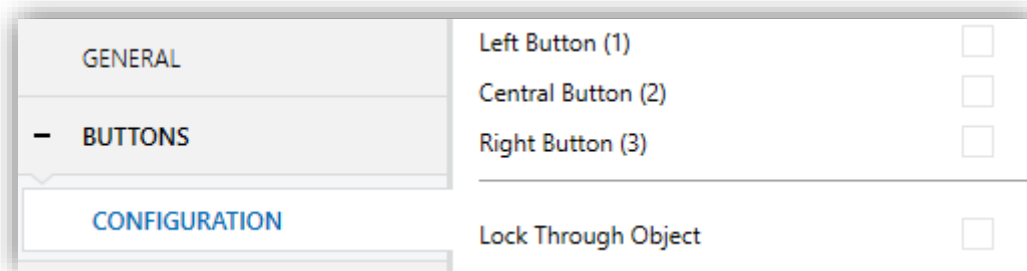 GENERAL
– BUTTONS
CONFIGURATION
Left Button (1)
Central Button (2)
Right Button (3)
Lock Through Object